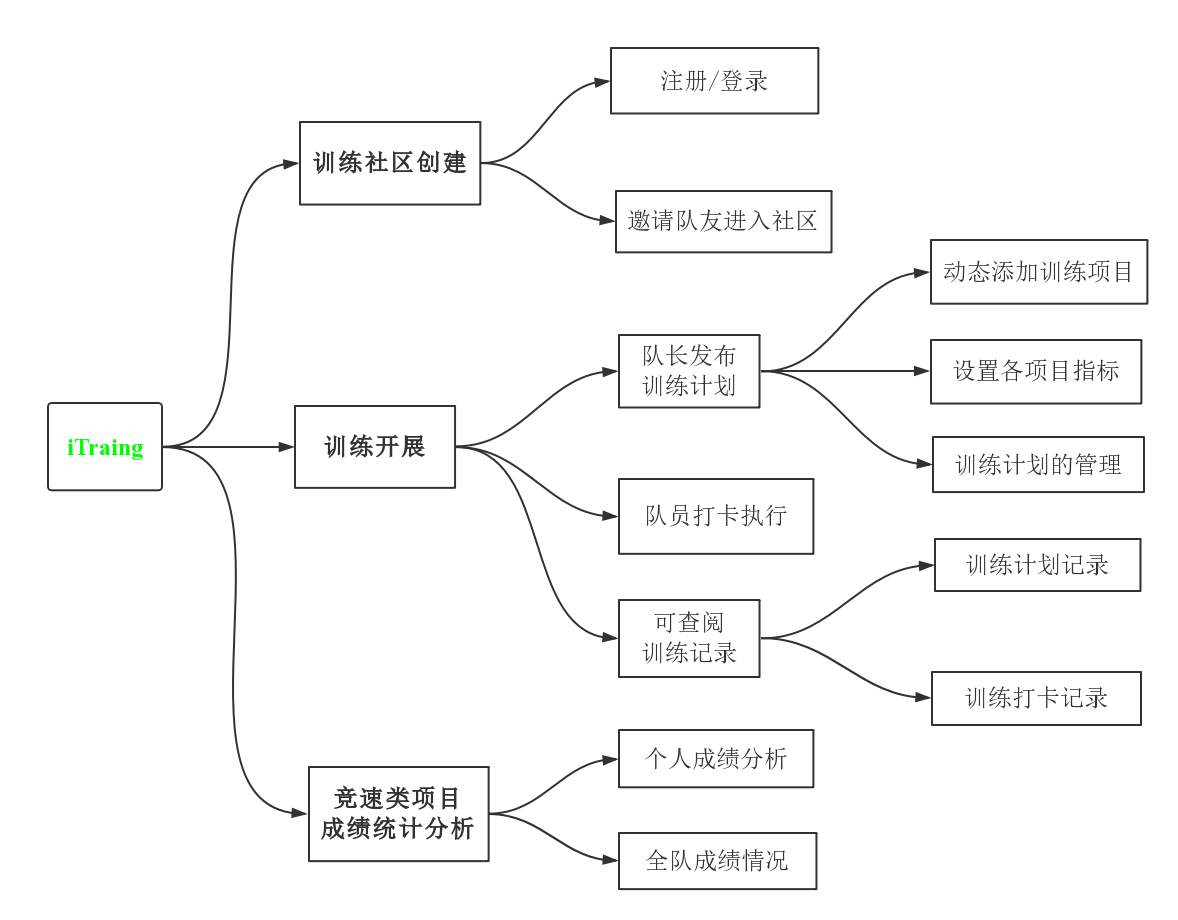 iTraing
训练社区创建
注册/登录
邀请队友进入社区
训练开展
队长发布
训练计划
动态添加训练项目
设置各项目指标
训练计划的管理
队员打卡执行
可查阅
训练记录
训练计划记录
训练打卡记录
竞速类项目
成绩统计分析
个人成绩分析
全队成绩情况